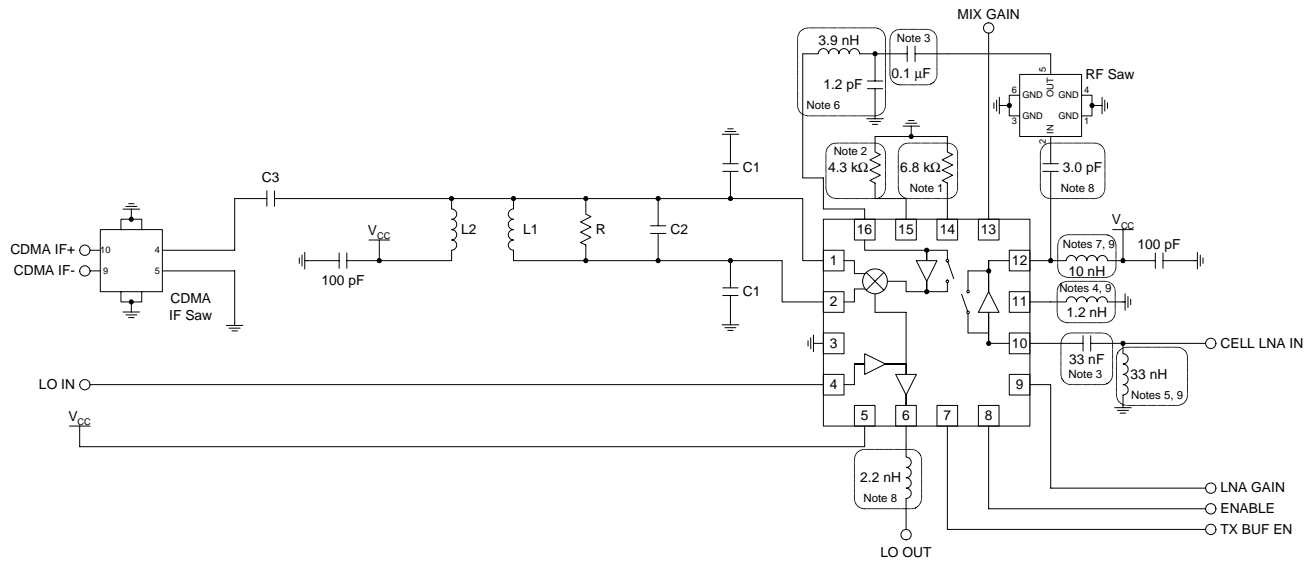 MIX GAIN
3.9 nH
Note 3
0.1 µF
1.2 pF
Note 6
5
OUT
RF Saw
6
GND
GND
4
3
GND
GND
1
IN
2
Note 2
4.3 kΩ
6.8 kΩ
Note 1
3.0 pF
Note 8
C1
C3
16
15
14
13
V_CC
L2
L1
R
C2
V_CC
Notes 7, 9
100 pF
10 nH
CDMA IF+
10
4
CDMA IF-
9
5
CDMA
IF Saw
100 pF
C1
1
2
3
4
12
11
10
9
Notes 4, 9
1.2 nH
33 nF
Note 3
CELL LNA IN
33 nH
Notes 5, 9
LO IN
V_CC
5
6
7
8
2.2 nH
Note 8
LNA GAIN
ENABLE
TX BUF EN
LO OUT